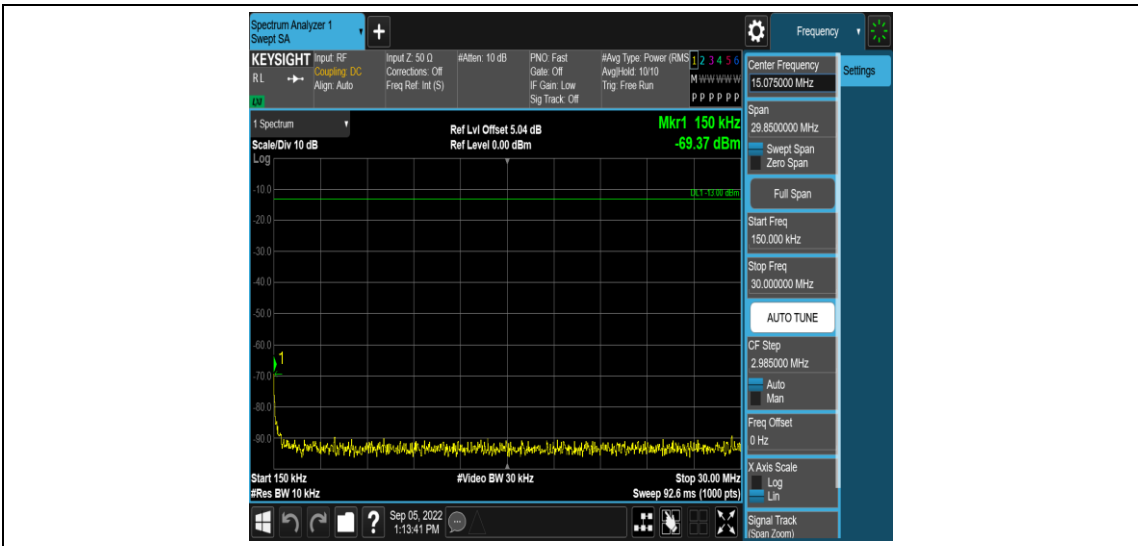 Spectrum Analyzer 1
Swept SA
+
Frequency
KEYSIGHT
RL
LXI
Input: RF
Coupling: DC
Align: Auto
Input Z: 50 Ω
Corrections: Off
Freq Ref: Int (S)
#Atten: 10 dB
PNO: Fast
Gate: Off
IF Gain: Low
Sig Track: Off
#Avg Type: Power (RMS
Avg|Hold: 10/10
Trig: Free Run
1 2 3 4 5 6
M W W W W W
P P P P P P
1 Spectrum
Scale/Div 10 dB
Log
Ref Lvl Offset 5.04 dB
Ref Level 0.00 dBm
Mkr1 150 kHz
-69.37 dBm
DL1 -13.00 dBm
-10.0
-20.0
-30.0
-40.0
-50.0
-60.0
1
-70.0
-80.0
-90.0
Start 150 kHz
#Res BW 10 kHz
#Video BW 30 kHz
Stop 30.00 MHz
Sweep 92.6 ms (1000 pts)
?
Sep 05, 2022
1:13:41 PM
Center Frequency
15.075000 MHz
Settings
Span
29.8500000 MHz
Swept Span
Zero Span
Full Span
Start Freq
150.000 kHz
Stop Freq
30.000000 MHz
AUTO TUNE
CF Step
2.985000 MHz
Auto
Man
Freq Offset
0 Hz
X Axis Scale
Log
Lin
Signal Track
(Span Zoom)